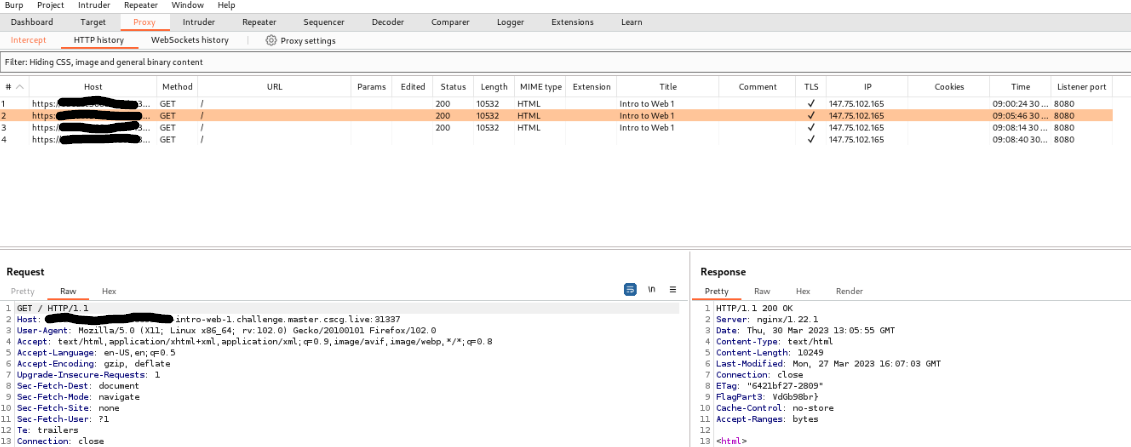 Burp Project Intruder Repeater Window Help
Dashboard Target Proxy Intruder Repeater Sequencer Decoder Comparer Logger Extensions Learn
Intercept HTTP history WebSockets history Proxy settings
Filter: Hiding CSS, image and general binary content
# Host Method URL Params Edited Status Length MIME type Extension Title Comment TLS IP Cookies Time Listener port
1 https:/ 3... GET / 200 10532 HTML Intro to Web 1 ✓ 147.75.102.165 09:00:24 30 ... 8080
2 https:/ ... GET / 200 10532 HTML Intro to Web 1 ✓ 147.75.102.165 09:05:46 30 ... 8080
3 https:/ ... GET / 200 10532 HTML Intro to Web 1 ✓ 147.75.102.165 09:08:14 30 ... 8080
4 https:/ ... GET / ✓ 147.75.102.165 09:08:40 30... 8080
Request
Pretty Raw Hex
\n
1 GET / HTTP/1.1
2 Host: intro-web-1.challenge.master.cscg.live:31337
3 User-Agent: Mozilla/5.0 (X11; Linux x86_64; rv:102.0) Gecko/20100101 Firefox/102.0
4 Accept: text/html,application/xhtml+xml,application/xml;q=0.9,image/avif,image/webp,*/*;q=0.8
5 Accept-Language: en-US,en;q=0.5
6 Accept-Encoding: gzip, deflate
7 Upgrade-Insecure-Requests: 1
8 Sec-Fetch-Dest: document
9 Sec-Fetch-Mode: navigate
10 Sec-Fetch-Site: none
11 Sec-Fetch-User: ?1
12 Te: trailers
13 Connection: close
Response
Pretty Raw Hex Render
1 HTTP/1.1 200 OK
2 Server: nginx/1.22.1
3 Date: Thu, 30 Mar 2023 13:05:55 GMT
4 Content-Type: text/html
5 Content-Length: 10249
6 Last-Modified: Mon, 27 Mar 2023 16:07:03 GMT
7 Connection: close
8 ETag: "6421bf27-2809"
9 FlagPart3: VdGb98br}
10 Cache-Control: no-store
11 Accept-Ranges: bytes
12
13 <html>